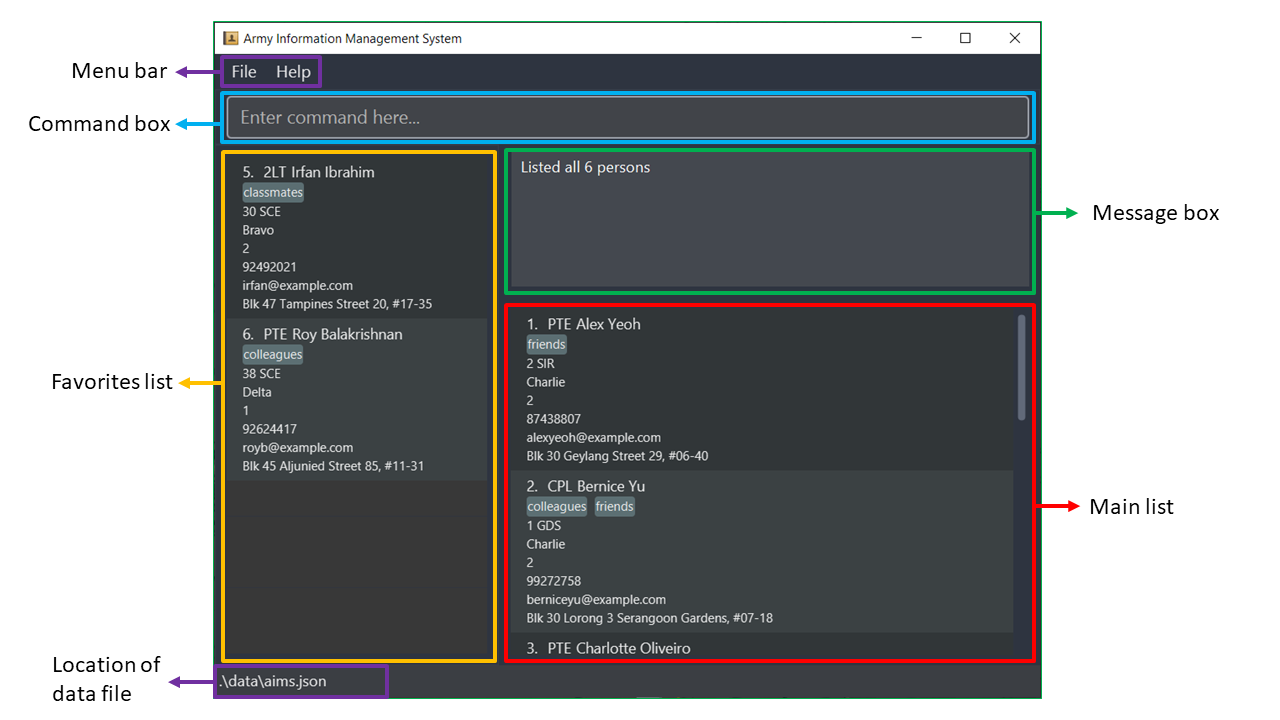 Army Information Management System
Menu bar
File Help
Command box
Enter command here...
Favorites list
5. 2LT Irfan Ibrahim
classmates
30 SCE
Bravo
2
92492021
irfan@example.com
Blk 47 Tampines Street 20, #17-35
6. PTE Roy Balakrishnan
colleagues
38 SCE
Delta
1
92624417
royb@example.com
Blk 45 Aljunied Street 85, #11-31
Listed all 6 persons
Message box
1. PTE Alex Yeoh
friends
2 SIR
Charlie
2
87438807
alexyeoh@example.com
Blk 30 Geylang Street 29, #06-40
2. CPL Bernice Yu
colleagues friends
1 GDS
Charlie
2
99272758
berniceyu@example.com
Blk 30 Lorong 3 Serangoon Gardens, #07-18
3. PTE Charlotte Oliveiro
Main list
Location of
data file
.\data\aims.json